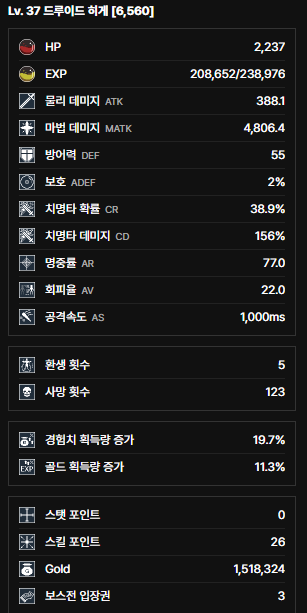 Lv. 37 드루이드 허게 [6,560]
HP 2,237
EXP 208,652/238,976
물리 데미지 ATK 388.1
마법 데미지 MATK 4,806.4
방어력 DEF 55
보호 ADEF 2%
치명타 확률 CR 38.9%
치명타 데미지 CD 156%
명중률 AR 77.0
회피율 AV 22.0
공격속도 AS 1,000ms
환생 횟수 5
사망 횟수 123
경험치 획득량 증가 19.7%
EXP 골드 획득량 증가 11.3%
스탯 포인트 0
스킬 포인트 26
Gold 1,518,324
보스전 입장권 3